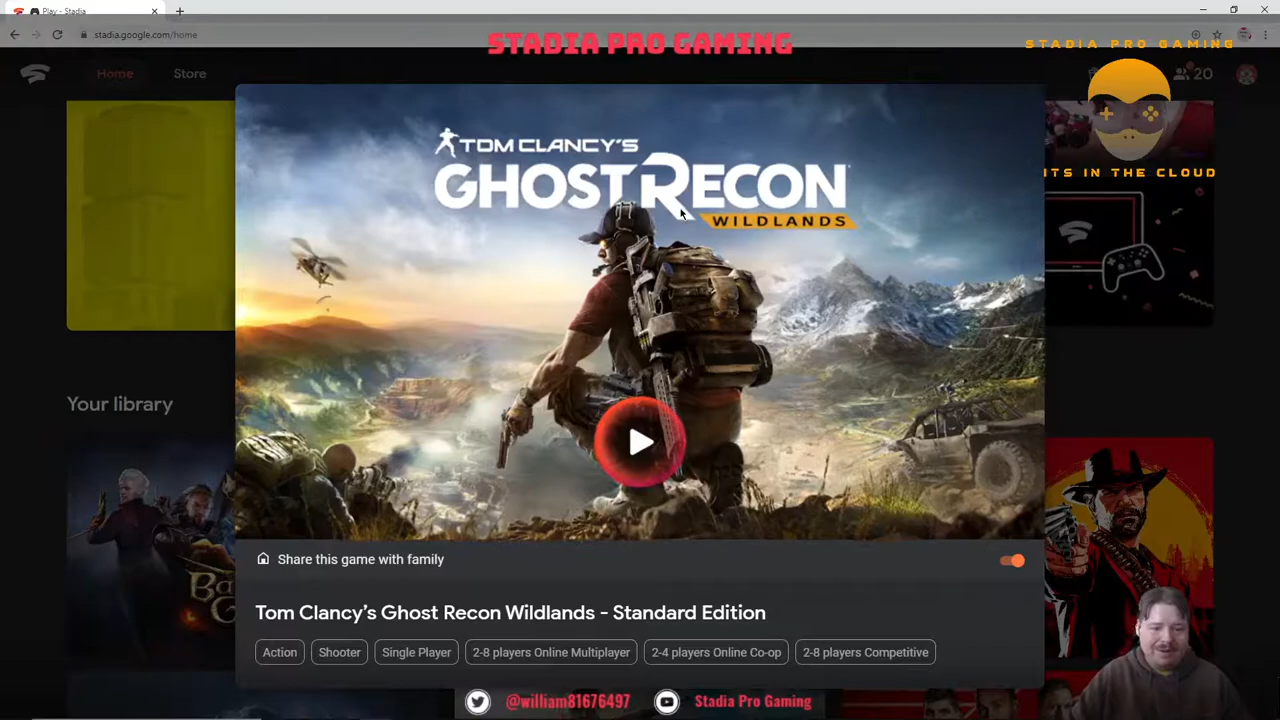 Play - Stadia
stadia.google.com/home
STADIA PRO GAMING
STADIA PRO GAMING
Home
Store
20
ITS IN THE CLOUD
TOM CLANCY'S
GHOST RECON
WILDLANDS
Your library
Share this game with family
Tom Clancy's Ghost Recon Wildlands - Standard Edition
Action
Shooter
Single Player
2-8 players Online Multiplayer
2-4 players Online Co-op
2-8 players Competitive
@william81676497
Stadia Pro Gaming